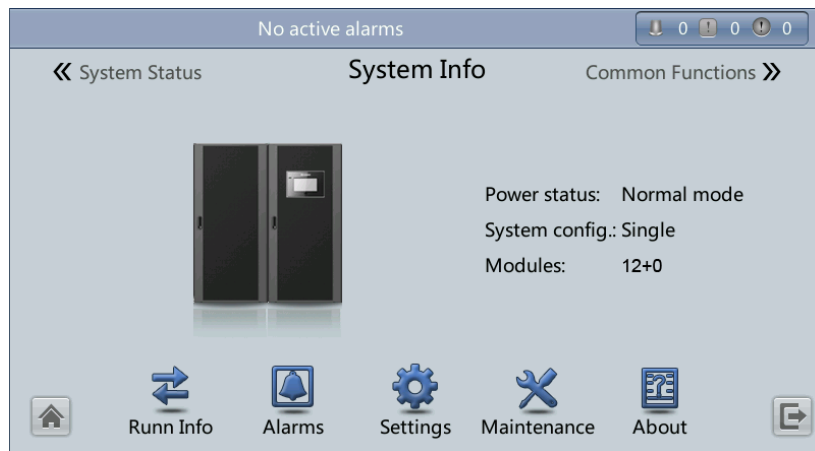 No active alarms 0 0 0
System Status System Info Common Functions
Power status: Normal mode
System config.: Single
Modules: 12+0
Runn Info Alarms Settings Maintenance About